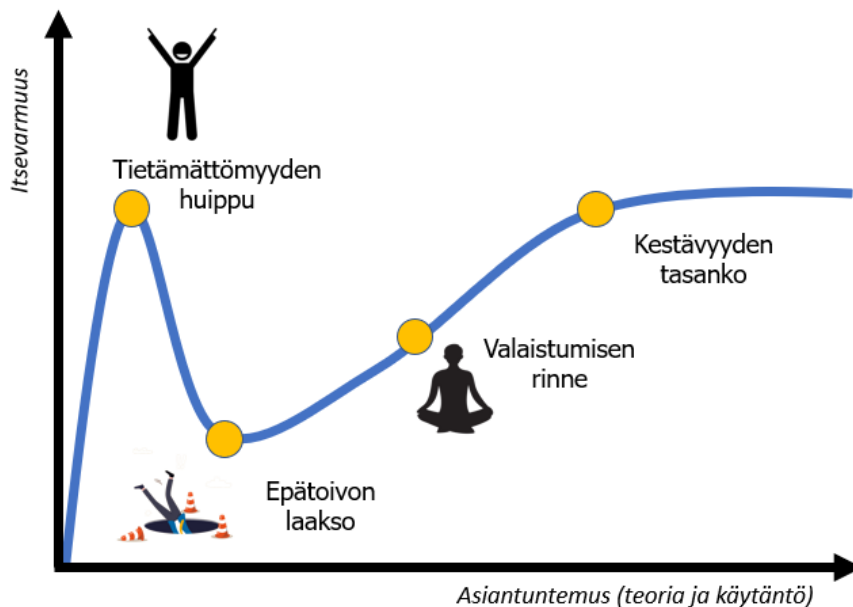 Itsevarmuus
Tietämättömyyden
huippu
Kestävyyden
tasanko
Valaistumisen
rinne
Epätoivon
laakso
Asiantuntemus (teoria ja käytäntö)